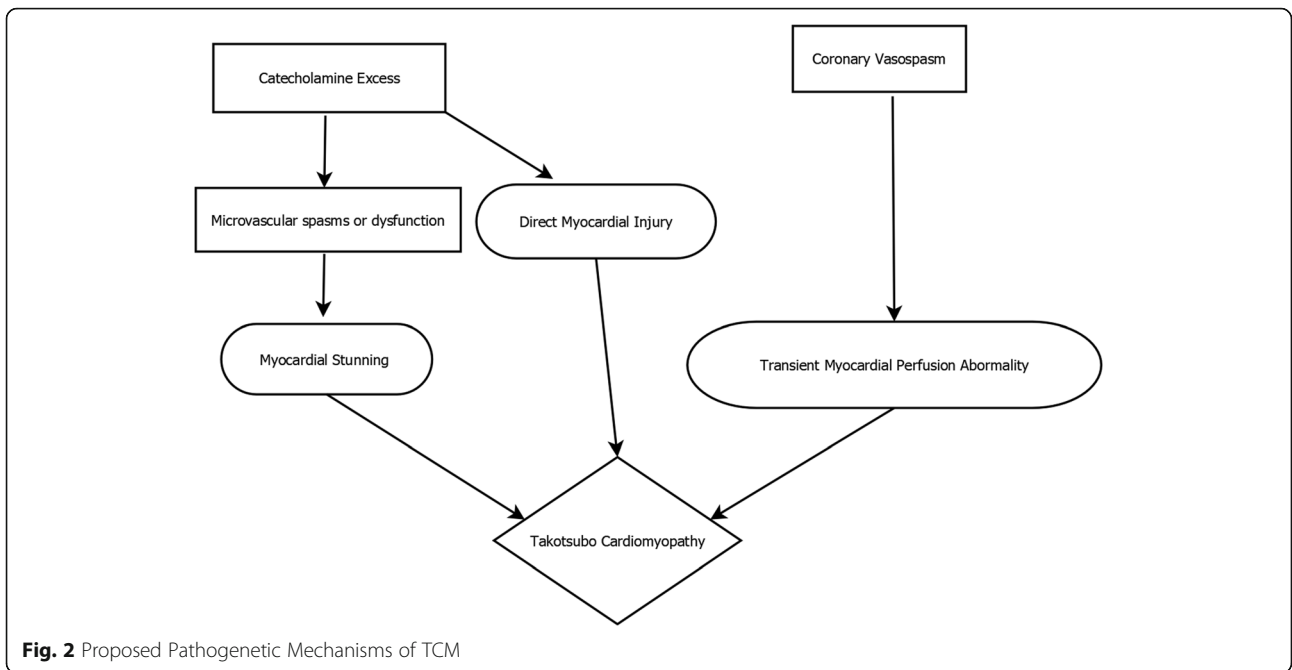 Catecholamine Excess
Coronary Vasospasm
Microvascular spasms or dysfunction
Direct Myocardial Injury
Myocardial Stunning
Transient Myocardial Perfusion Abormality
Takotsubo Cardiomyopathy
Fig. 2 Proposed Pathogenetic Mechanisms of TCM